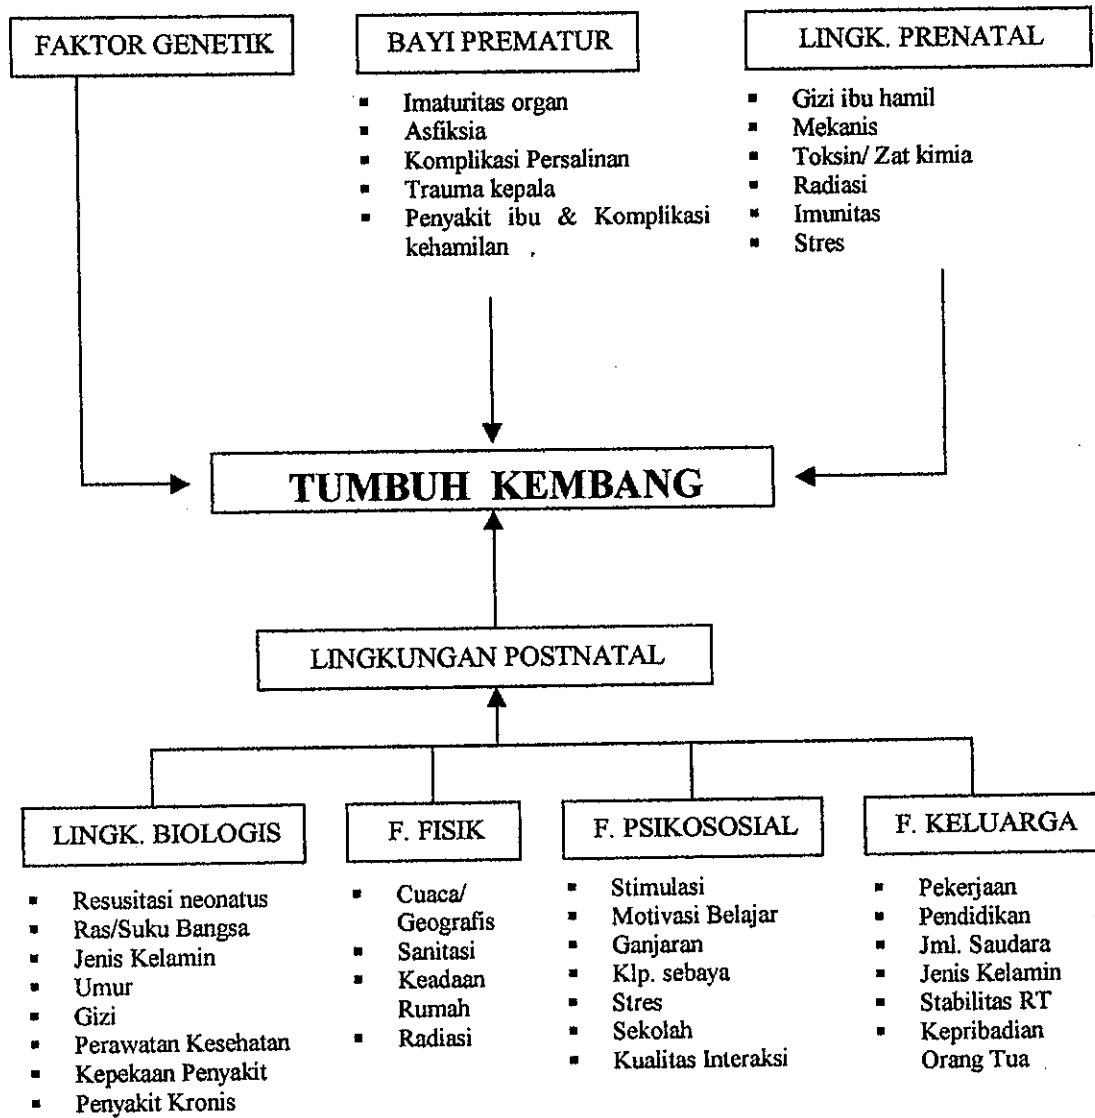 FAKTOR GENETIK
BAYI PREMATUR
▪ Imaturitas organ
▪ Asfiksia
▪ Komplikasi Persalinan
▪ Trauma kepala
▪ Penyakit ibu & Komplikasi
kehamilan
LINGK. PRENATAL
▪ Gizi ibu hamil
▪ Mekanis
▪ Toksin/ Zat kimia
▪ Radiasi
▪ Imunitas
▪ Stres
TUMBUH KEMBANG
LINGKUNGAN POSTNATAL
LINGK. BIOLOGIS
▪ Resusitasi neonatus
▪ Ras/Suku Bangsa
▪ Jenis Kelamin
▪ Umur
▪ Gizi
▪ Perawatan Kesehatan
▪ Kepekaan Penyakit
▪ Penyakit Kronis
F. FISIK
▪ Cuaca/
Geografis
▪ Sanitasi
▪ Keadaan
Rumah
▪ Radiasi
F. PSIKOSOSIAL
▪ Stimulasi
▪ Motivasi Belajar
▪ Ganjaran
▪ Klp. sebaya
▪ Stres
▪ Sekolah
▪ Kualitas Interaksi
F. KELUARGA
▪ Pekerjaan
▪ Pendidikan
▪ Jml. Saudara
▪ Jenis Kelamin
▪ Stabilitas RT
▪ Kepribadian
Orang Tua